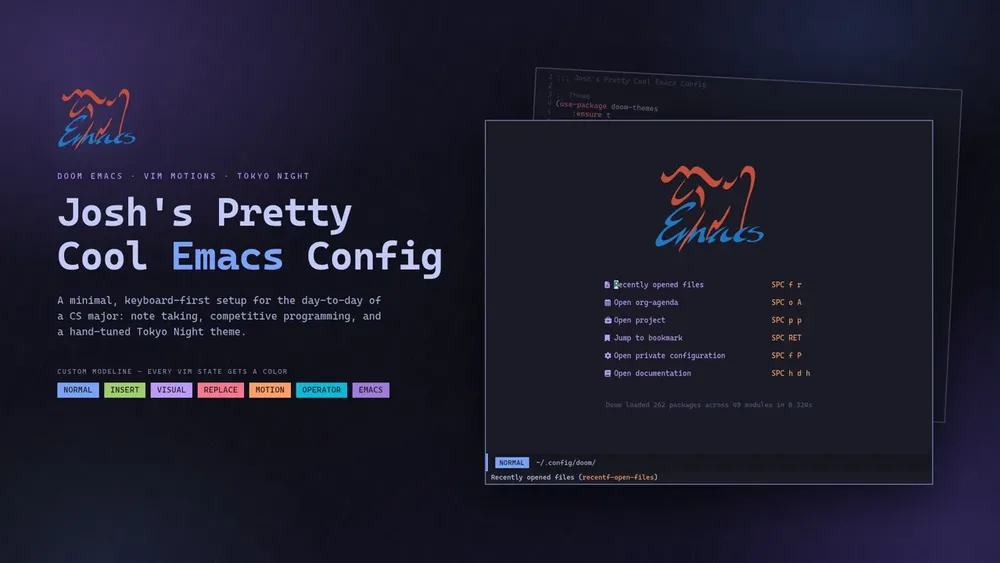 Emacs
DOOM EMACS · VIM MOTIONS · TOKYO NIGHT
Josh's Pretty
Cool Emacs Config
A minimal, keyboard-first setup for the day-to-day of
a CS major: note taking, competitive programming, and
a hand-tuned Tokyo Night theme.
CUSTOM MODELINE — EVERY VIM STATE GETS A COLOR
NORMAL INSERT VISUAL REPLACE MOTION OPERATOR EMACS
1 ;;; Josh's Pretty Cool Emacs Config
2
3 ;; Theme
4 (use-package doom-themes
5 :ensure t
Emacs
Recently opened files SPC f r
Open org-agenda SPC o A
Open project SPC p p
Jump to bookmark SPC RET
Open private configuration SPC f P
Open documentation SPC h d h
Doom loaded 262 packages across 49 modules in 0.320s
NORMAL ~/.config/doom/
Recently opened files (recentf-open-files)